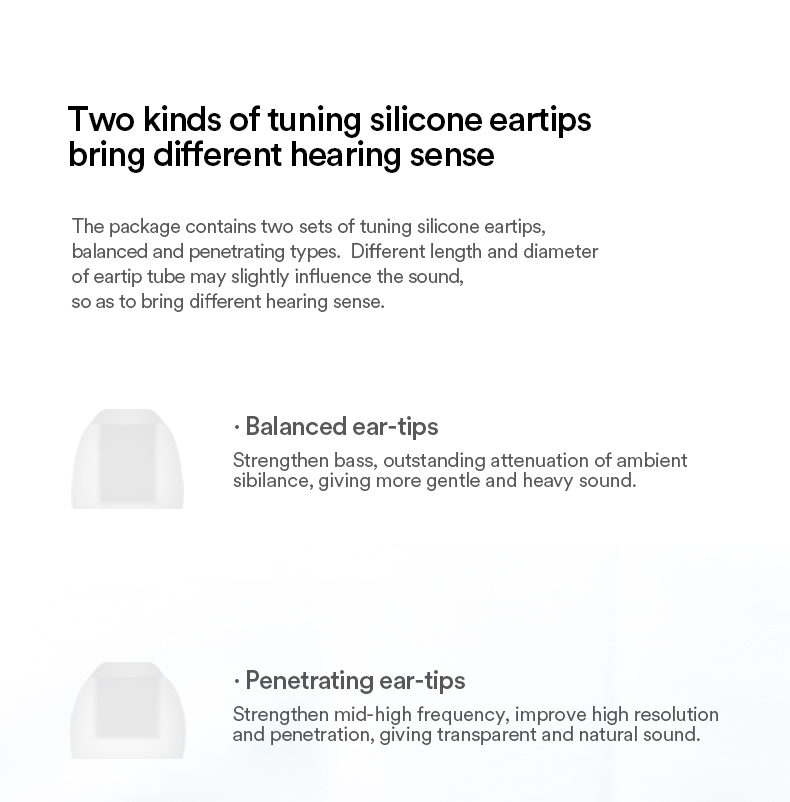 Two kinds of tuning silicone eartips
bring different hearing sense
The package contains two sets of tuning silicone eartips,
balanced and penetrating types.  Different length and diameter
of eartip tube may slightly influence the sound,
so as to bring different hearing sense.
· Balanced ear-tips
Strengthen bass, outstanding attenuation of ambient
sibilance, giving more gentle and heavy sound.
· Penetrating ear-tips
Strengthen mid-high frequency, improve high resolution
and penetration, giving transparent and natural sound.